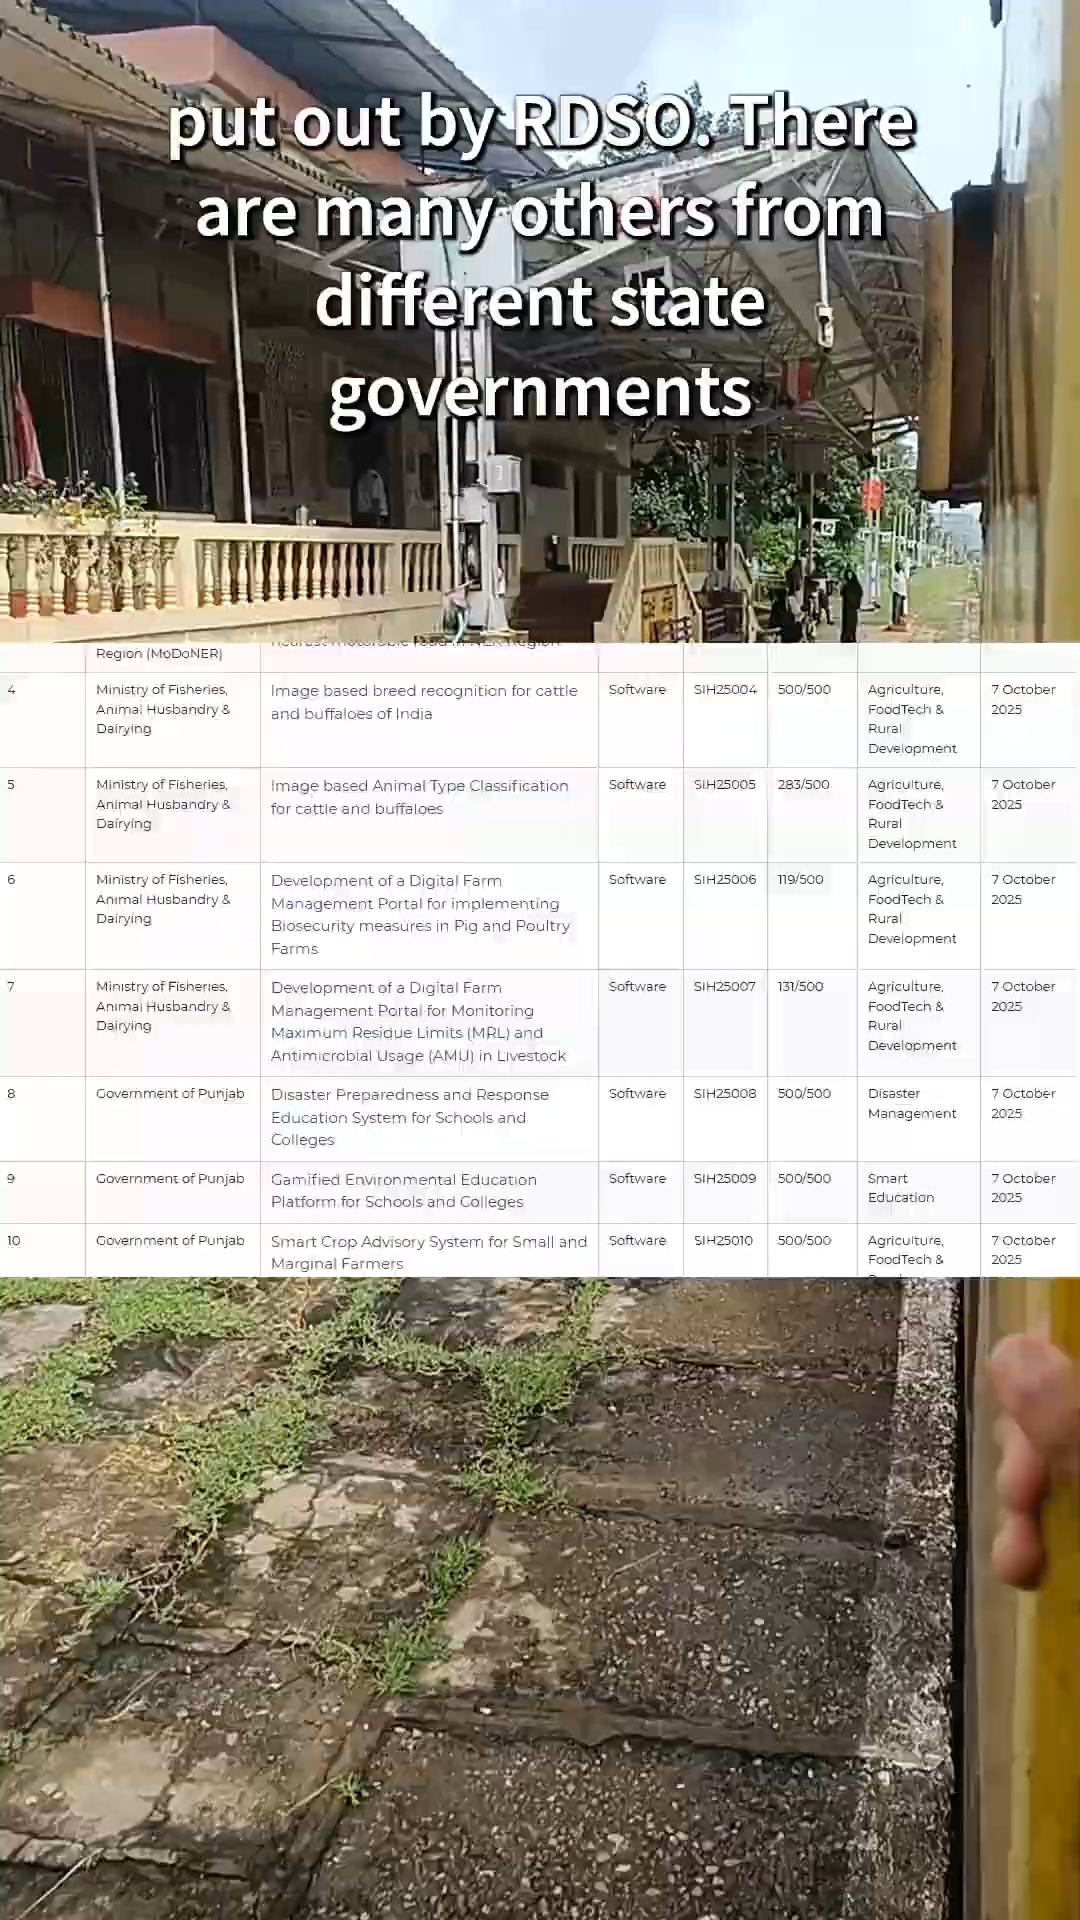 put out by RDSO. There
are many others from
different state
governments
Region (MoDoNER)
4 Ministry of Fisheries, Image based breed recognition for cattle Software SIH25004 500/500 Agriculture, 7 October
Animal Husbandry & and buffaloes of India FoodTech & 2025
Dairying Rural
Development
5 Ministry of Fisheries, Image based Animal Type Classification Software SIH25005 283/500 Agriculture, 7 October
Animal Husbandry & for cattle and buffaloes FoodTech & 2025
Dairying Rural
Development
6 Ministry of Fisheries, Development of a Digital Farm Software SIH25006 119/500 Agriculture, 7 October
Animal Husbandry & Management Portal for implementing FoodTech & 2025
Dairying Biosecurity measures in Pig and Poultry Rural
Farms Development
7 Ministry of Fisheries, Development of a Digital Farm Software SIH25007 131/500 Agriculture, 7 October
Animal Husbandry & Management Portal for Monitoring FoodTech & 2025
Dairying Maximum Residue Limits (MRL) and Rural
Antimicrobial Usage (AMU) in Livestock Development
8 Government of Punjab Disaster Preparedness and Response Software SIH25008 500/500 Disaster 7 October
Education System for Schools and Management 2025
Colleges
9 Government of Punjab Gamified Environmental Education Software SIH25009 500/500 Smart 7 October
Platform for Schools and Colleges Education 2025
10 Government of Punjab Smart Crop Advisory System for Small and Software SIH25010 500/500 Agriculture, 7 October
Marginal Farmers FoodTech & 2025